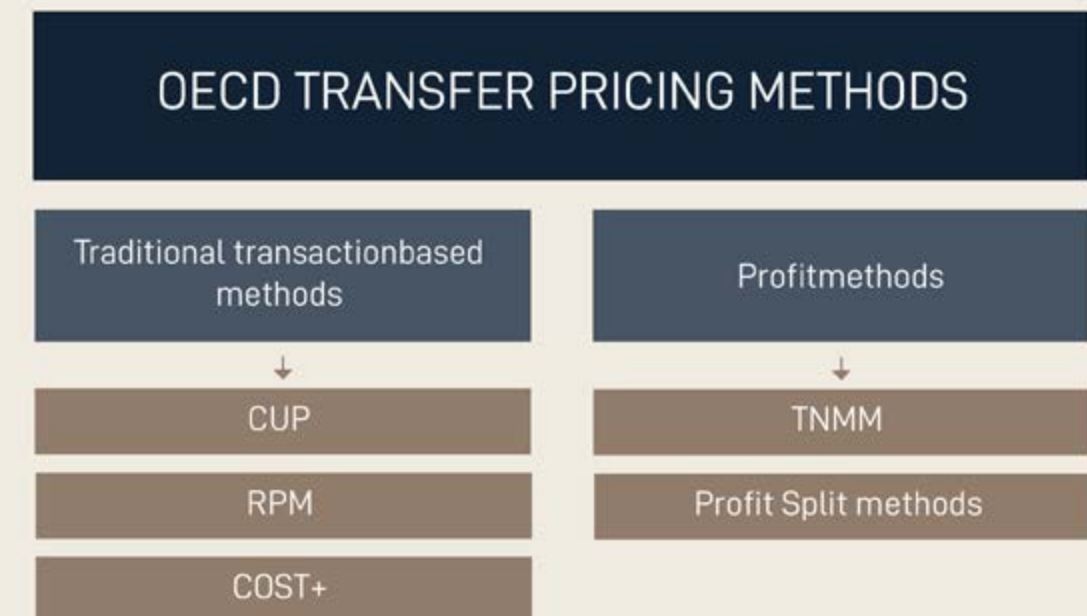 OECD TRANSFER PRICING METHODS
Traditional transactionbased
methods
CUP
RPM
COST+
Profitmethods
TNMM
Profit Split methods